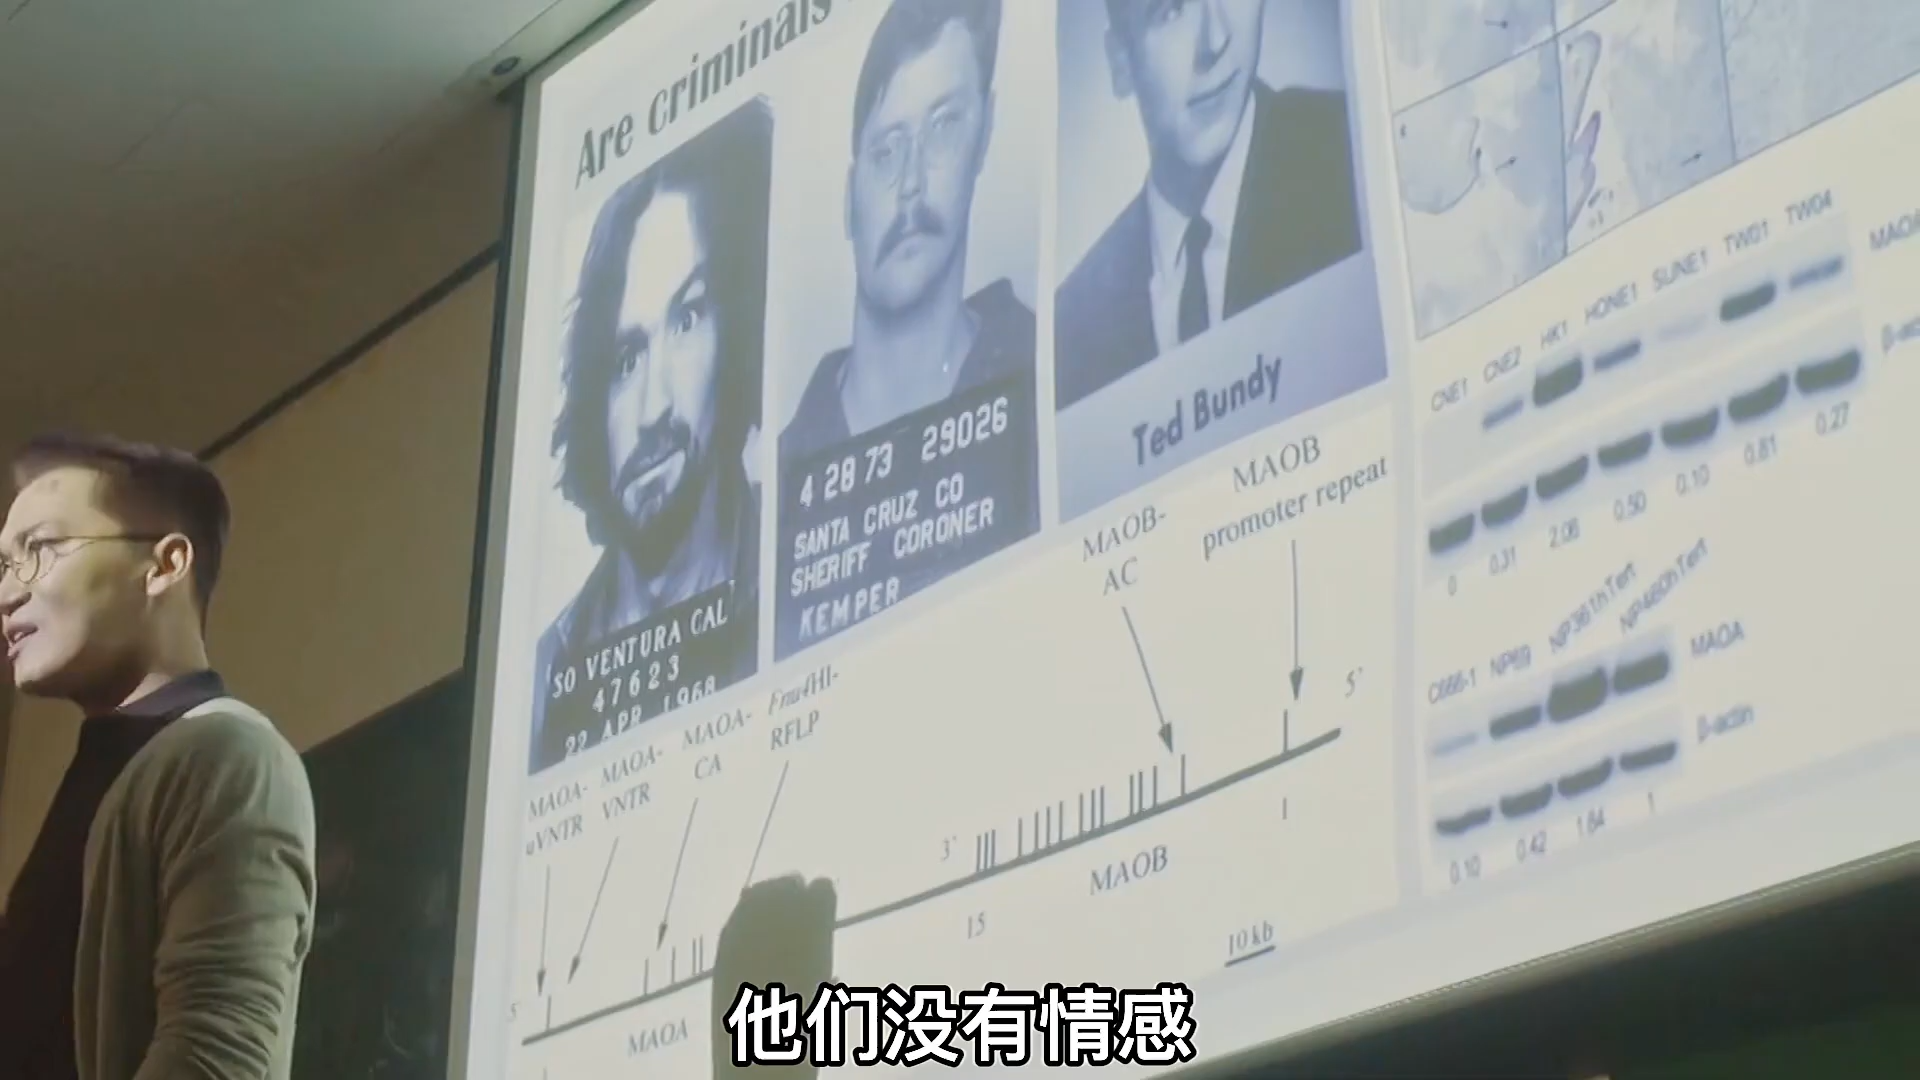 Are criminals
'SO VENTURA CAL
47623
22 APR 1968
4 28 73 29026
SANTA CRUZ CO
SHERIFF CORONER
KEMPER
Ted Bundy
MAOA-
uVNTR
MAOA-
VNTR
MAOA-
CA
Fnu4HI-
RFLP
MAOB-
AC
MAOB
promoter repeat
5'
MAOA
3'
15
MAOB
1
5'
10 kb
CNE1
CNE2
HK1
HONE1
SUNE1
TW01
TW04
MAOA
0
0.31
2.06
0.50
0.10
0.81
0.27
C666-1
NP69
NP361hTert
NP460hTert
MAOA
β-actin
0.10
0.42
1.84
1
他们没有情感